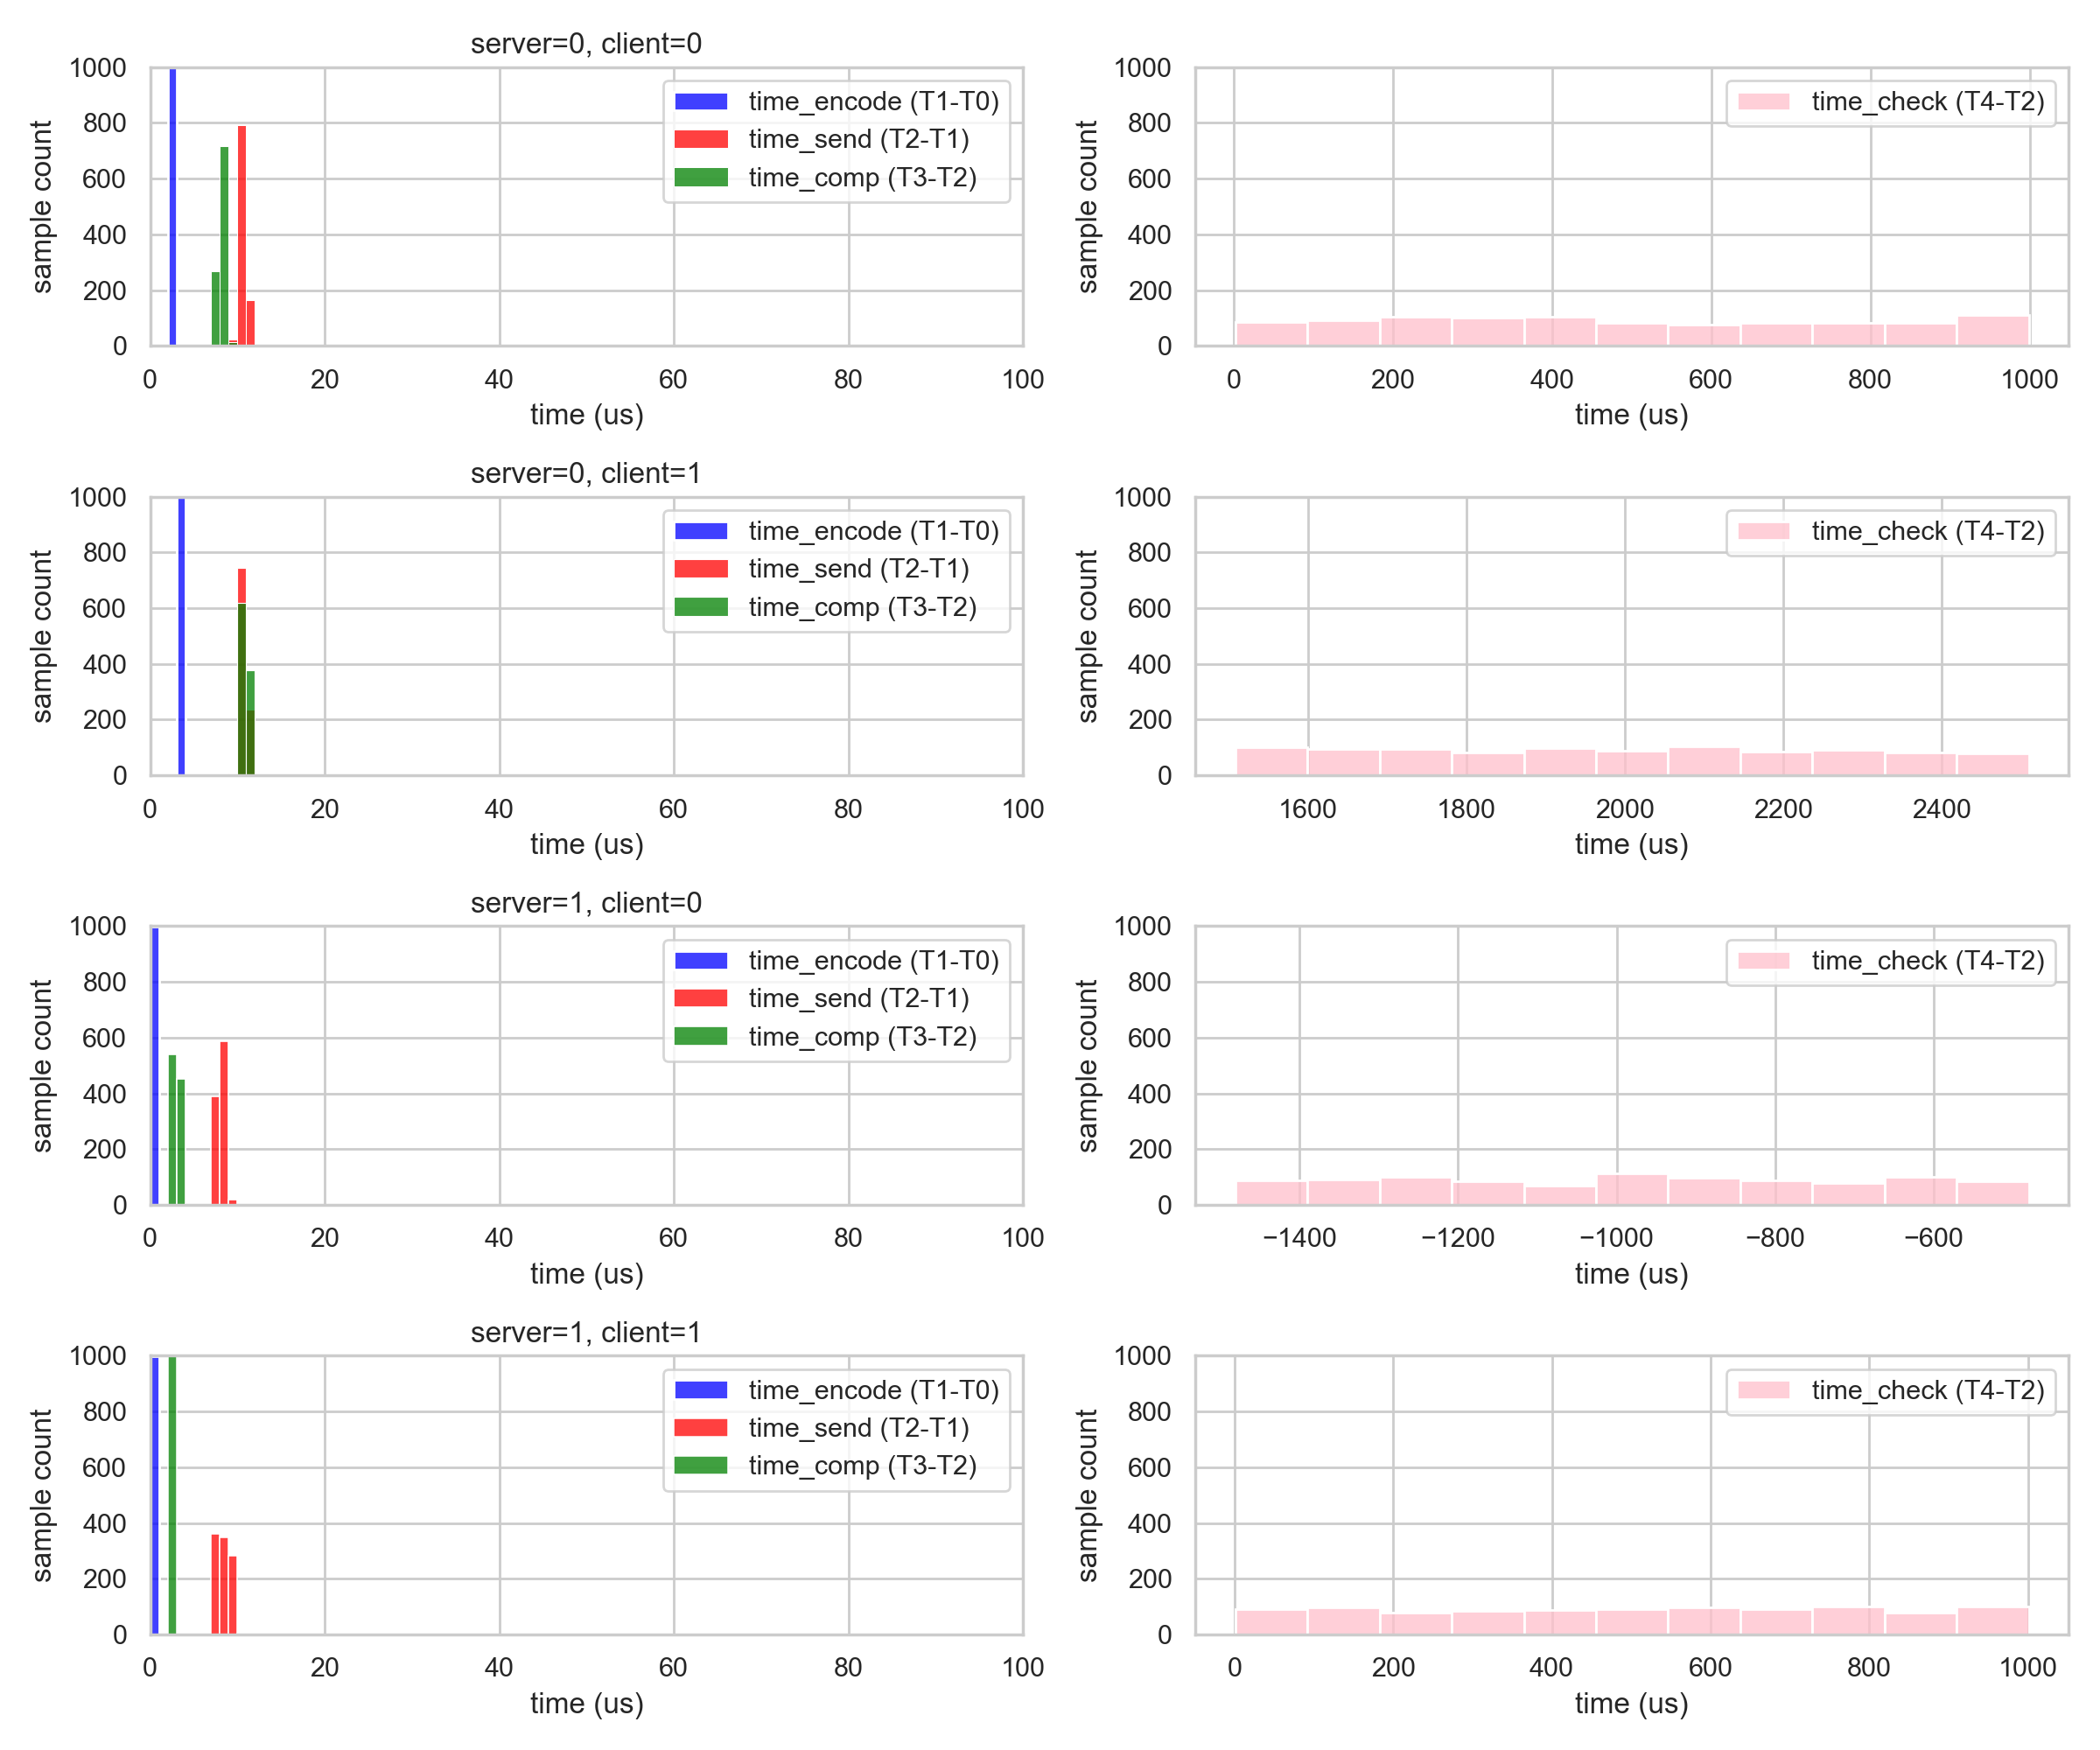 server=0, client=0
sample count
1000
800
600
400
200
0
time_encode (T1-T0)
time_send (T2-T1)
time_comp (T3-T2)
0 20 40 60 80 100
time (us)
sample count
1000
800
600
400
200
0
time_check (T4-T2)
0 200 400 600 800 1000
time (us)
server=0, client=1
sample count
1000
800
600
400
200
0
time_encode (T1-T0)
time_send (T2-T1)
time_comp (T3-T2)
0 20 40 60 80 100
time (us)
sample count
1000
800
600
400
200
0
time_check (T4-T2)
1600 1800 2000 2200 2400
time (us)
server=1, client=0
sample count
1000
800
600
400
200
0
time_encode (T1-T0)
time_send (T2-T1)
time_comp (T3-T2)
0 20 40 60 80 100
time (us)
sample count
1000
800
600
400
200
0
time_check (T4-T2)
−1400 −1200 −1000 −800 −600
time (us)
server=1, client=1
sample count
1000
800
600
400
200
0
time_encode (T1-T0)
time_send (T2-T1)
time_comp (T3-T2)
0 20 40 60 80 100
time (us)
sample count
1000
800
600
400
200
0
time_check (T4-T2)
0 200 400 600 800 1000
time (us)